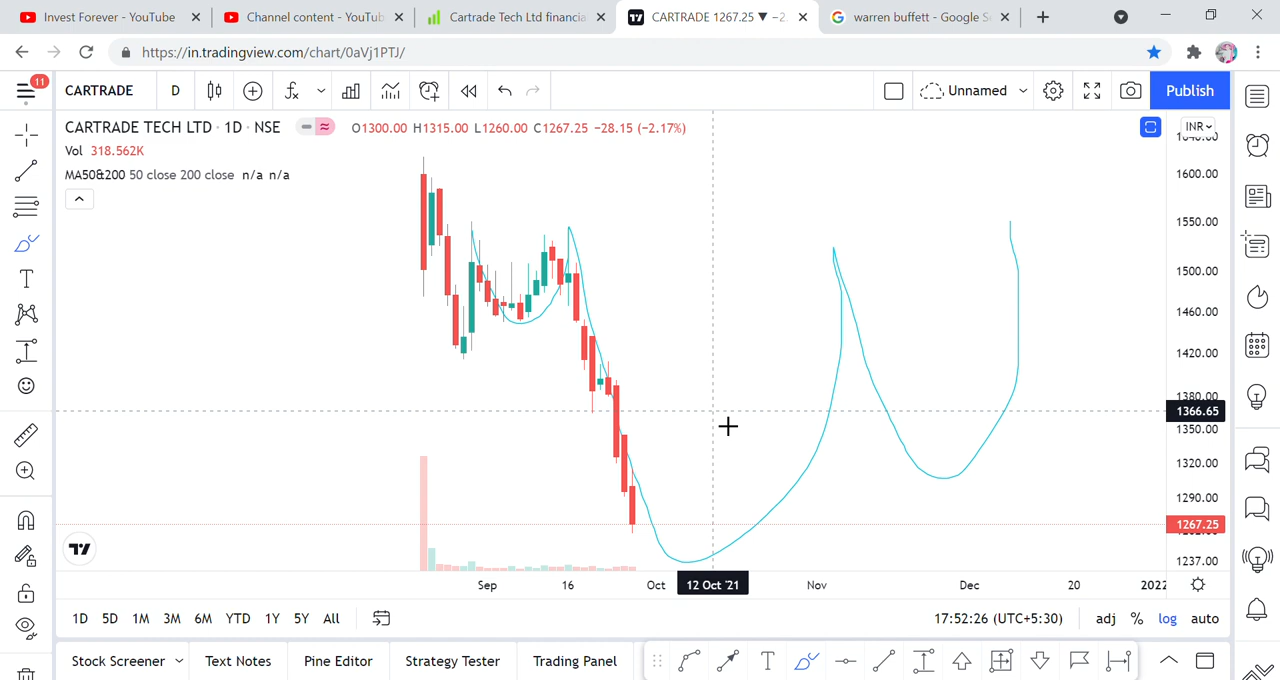 Invest Forever - YouTube
Channel content - YouTub
Cartrade Tech Ltd financia
CARTRADE 1267.25 ▼ −2.
warren buffett - Google Se
https://in.tradingview.com/chart/0aVj1PTJ/
11
CARTRADE D Unnamed Publish
CARTRADE TECH LTD · 1D · NSE O1300.00 H1315.00 L1260.00 C1267.25 −28.15 (−2.17%)
INR
Vol 318.562K
MA50&200 50 close 200 close n/a n/a
1600.00
1550.00
1500.00
1460.00
1420.00
1380.00
1366.65
1350.00
1320.00
1290.00
1267.25
1237.00
Sep 16 Oct 12 Oct '21 Nov Dec 20 2022
1D 5D 1M 3M 6M YTD 1Y 5Y All 17:52:26 (UTC+5:30) adj % log auto
Stock Screener Text Notes Pine Editor Strategy Tester Trading Panel